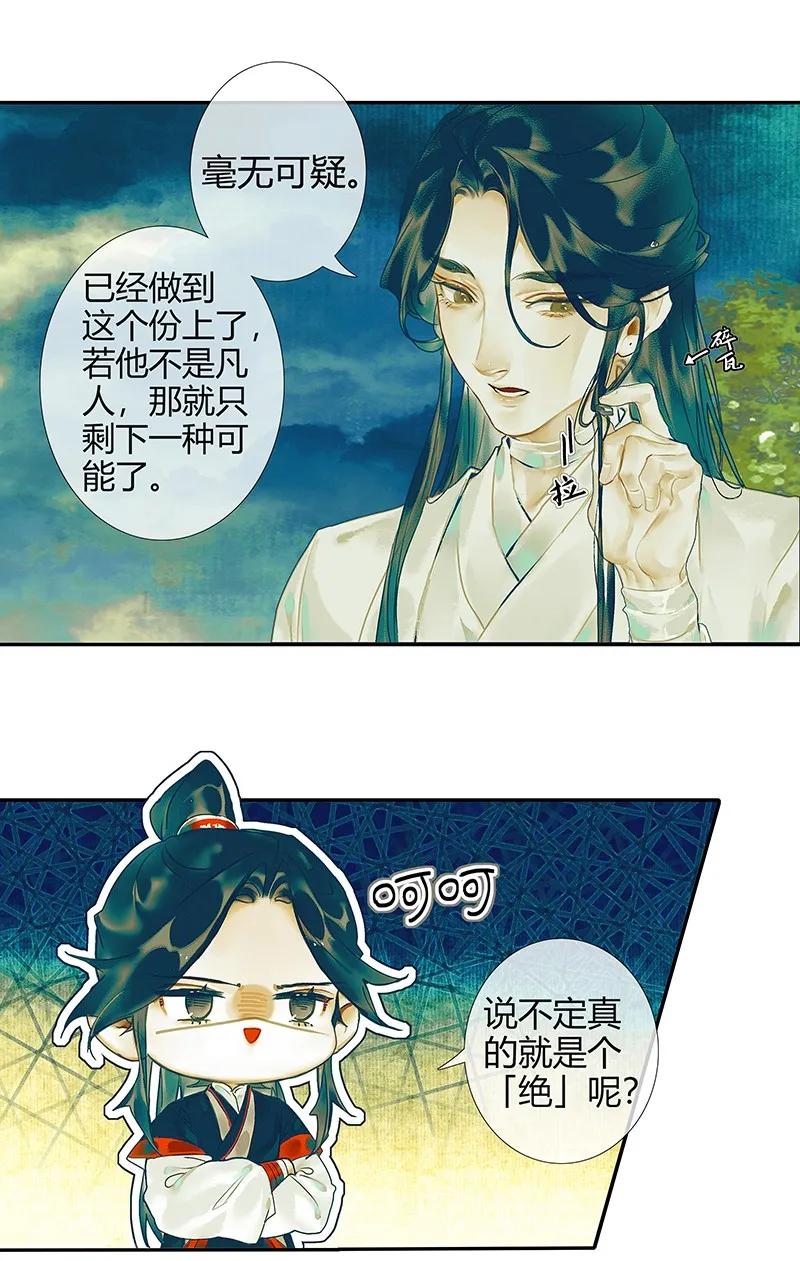 毫无可疑。
已经做到
这个份上了，
若他不是凡
人，那就只
剩下一种可
能了。
←碎
瓦
拉
呵呵
说不定真
的就是个
「绝」呢？